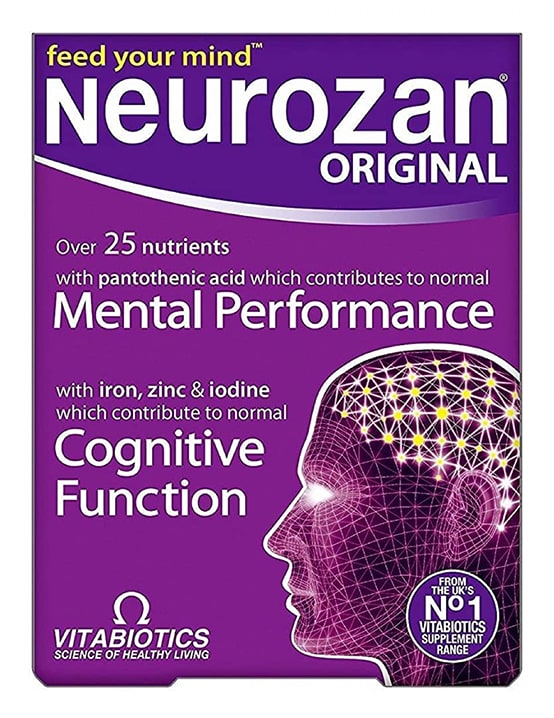 feed your mind™
Neurozan®
ORIGINAL
Over 25 nutrients
with pantothenic acid which contributes to normal
Mental Performance
with iron, zinc & iodine
which contribute to normal
Cognitive
Function
VITABIOTICS
SCIENCE OF HEALTHY LIVING
FROM
THE UK'S
Nº1
VITABIOTICS
SUPPLEMENT
RANGE